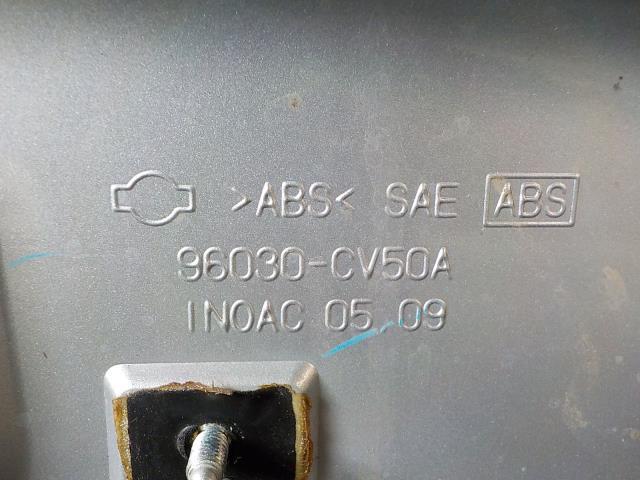 >ABS< SAE ABS
96030-CV50A
INOAC 05.09